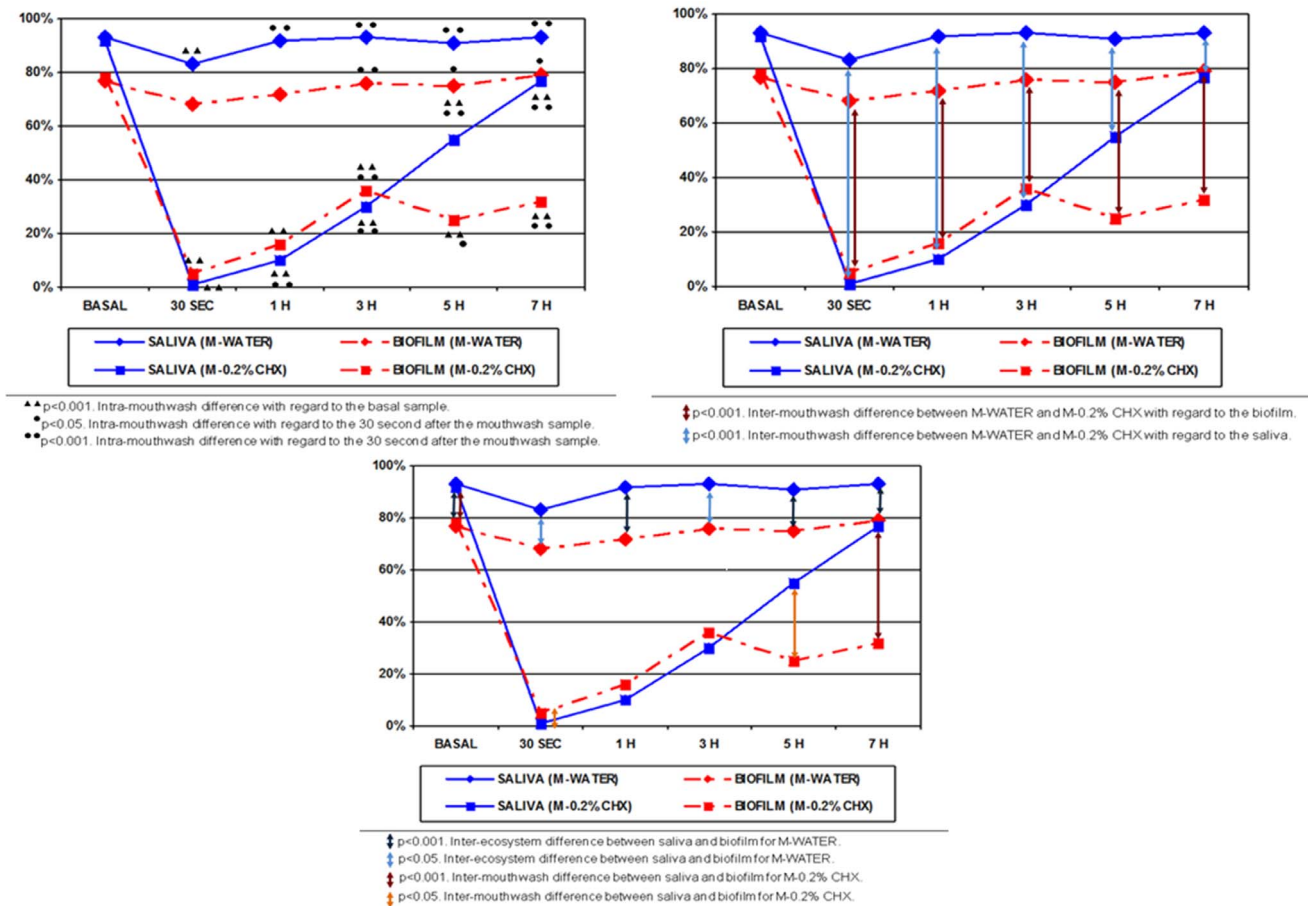 100%
80%
60%
40%
20%
0%
BASAL 30 SEC 1 H 3 H 5 H 7 H
SALIVA (M-WATER) BIOFILM (M-WATER)
SALIVA (M-0.2%CHX) BIOFILM (M-0.2%CHX)
▲▲ p<0.001. Intra-mouthwash difference with regard to the basal sample.
● p<0.05. Intra-mouthwash difference with regard to the 30 second after the mouthwash sample.
●● p<0.001. Intra-mouthwash difference with regard to the 30 second after the mouthwash sample.
100%
80%
60%
40%
20%
0%
BASAL 30 SEC 1 H 3 H 5 H 7 H
SALIVA (M-WATER) BIOFILM (M-WATER)
SALIVA (M-0.2%CHX) BIOFILM (M-0.2%CHX)
p<0.001. Inter-mouthwash difference between M-WATER and M-0.2% CHX with regard to the biofilm.
p<0.001. Inter-mouthwash difference between M-WATER and M-0.2% CHX with regard to the saliva.
100%
80%
60%
40%
20%
0%
BASAL 30 SEC 1 H 3 H 5 H 7 H
SALIVA (M-WATER) BIOFILM (M-WATER)
SALIVA (M-0.2%CHX) BIOFILM (M-0.2%CHX)
p<0.001. Inter-ecosystem difference between saliva and biofilm for M-WATER.
p<0.05. Inter-ecosystem difference between saliva and biofilm for M-WATER.
p<0.001. Inter-mouthwash difference between saliva and biofilm for M-0.2% CHX.
p<0.05. Inter-mouthwash difference between saliva and biofilm for M-0.2% CHX.